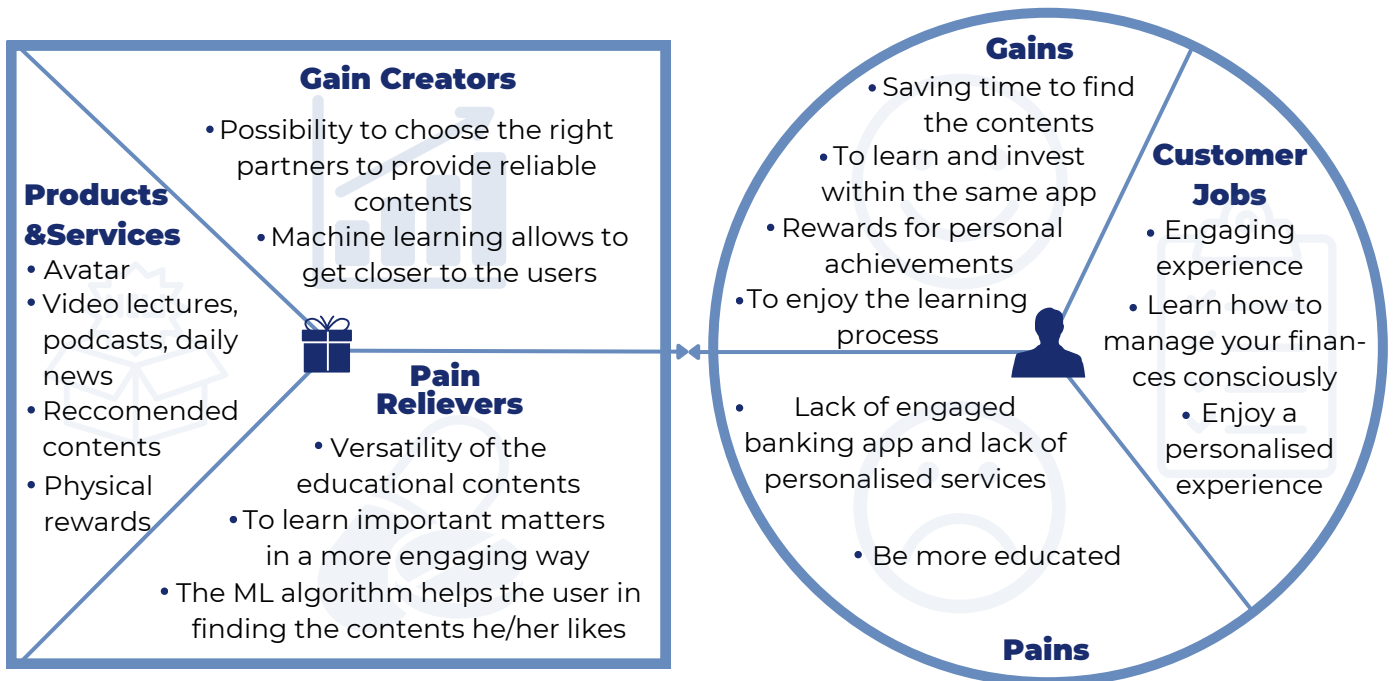 Gain Creators
•Possibility to choose the right
partners to provide reliable
contents
•Machine learning allows to
get closer to the users
Products
&Services
• Avatar
• Video lectures,
podcasts, daily
news
• Reccomended
contents
• Physical
rewards
Pain
Relievers
• Versatility of the
educational contents
•To learn important matters
in a more engaging way
• The ML algorithm helps the user in
finding the contents he/her likes
Gains
• Saving time to find
the contents
•To learn and invest
within the same app
• Rewards for personal
achievements
•To enjoy the learning
process
Customer
Jobs
• Engaging
experience
• Learn how to
manage your finan-
ces consciously
• Enjoy a
personalised
experience
• Lack of engaged
banking app and lack of
personalised services
• Be more educated
Pains